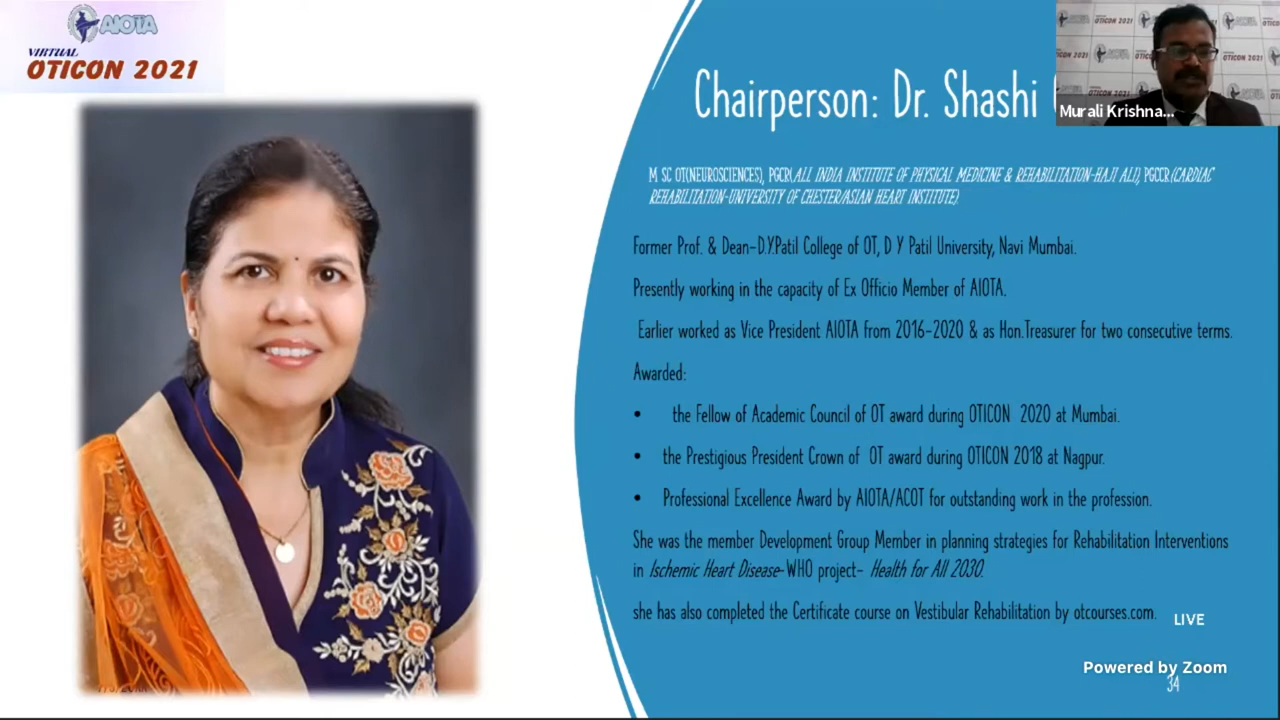 AIOTA
VIRTUAL
OTICON 2021
Chairperson: Dr. Shashi
Murali Krishna...
M SC OT(NEUROSCIENCES), PGCR(ALL INDIA INSTITUTE OF PHYSICAL MEDICINE & REHABILITATION-HAJI ALI), PGCCR.(CARDIAC
REHABILITATION-UNIVERSITY OF CHESTER/ASIAN HEART INSTITUTE)
Former Prof. & Dean-D.Y.Patil College of OT, D Y Patil University, Navi Mumbai.
Presently working in the capacity of Ex Officio Member of AIOTA.
Earlier worked as Vice President AIOTA from 2016-2020 & as Hon.Treasurer for two consecutive terms.
Awarded:
• the Fellow of Academic Council of OT award during OTICON 2020 at Mumbai.
• the Prestigious President Crown of OT award during OTICON 2018 at Nagpur.
• Professional Excellence Award by AIOTA/ACOT for outstanding work in the profession.
She was the member Development Group Member in planning strategies for Rehabilitation Interventions
in Ischemic Heart Disease-WHO project- Health for All 2030.
she has also completed the Certificate course on Vestibular Rehabilitation by otcourses.com.
LIVE
Powered by Zoom
34